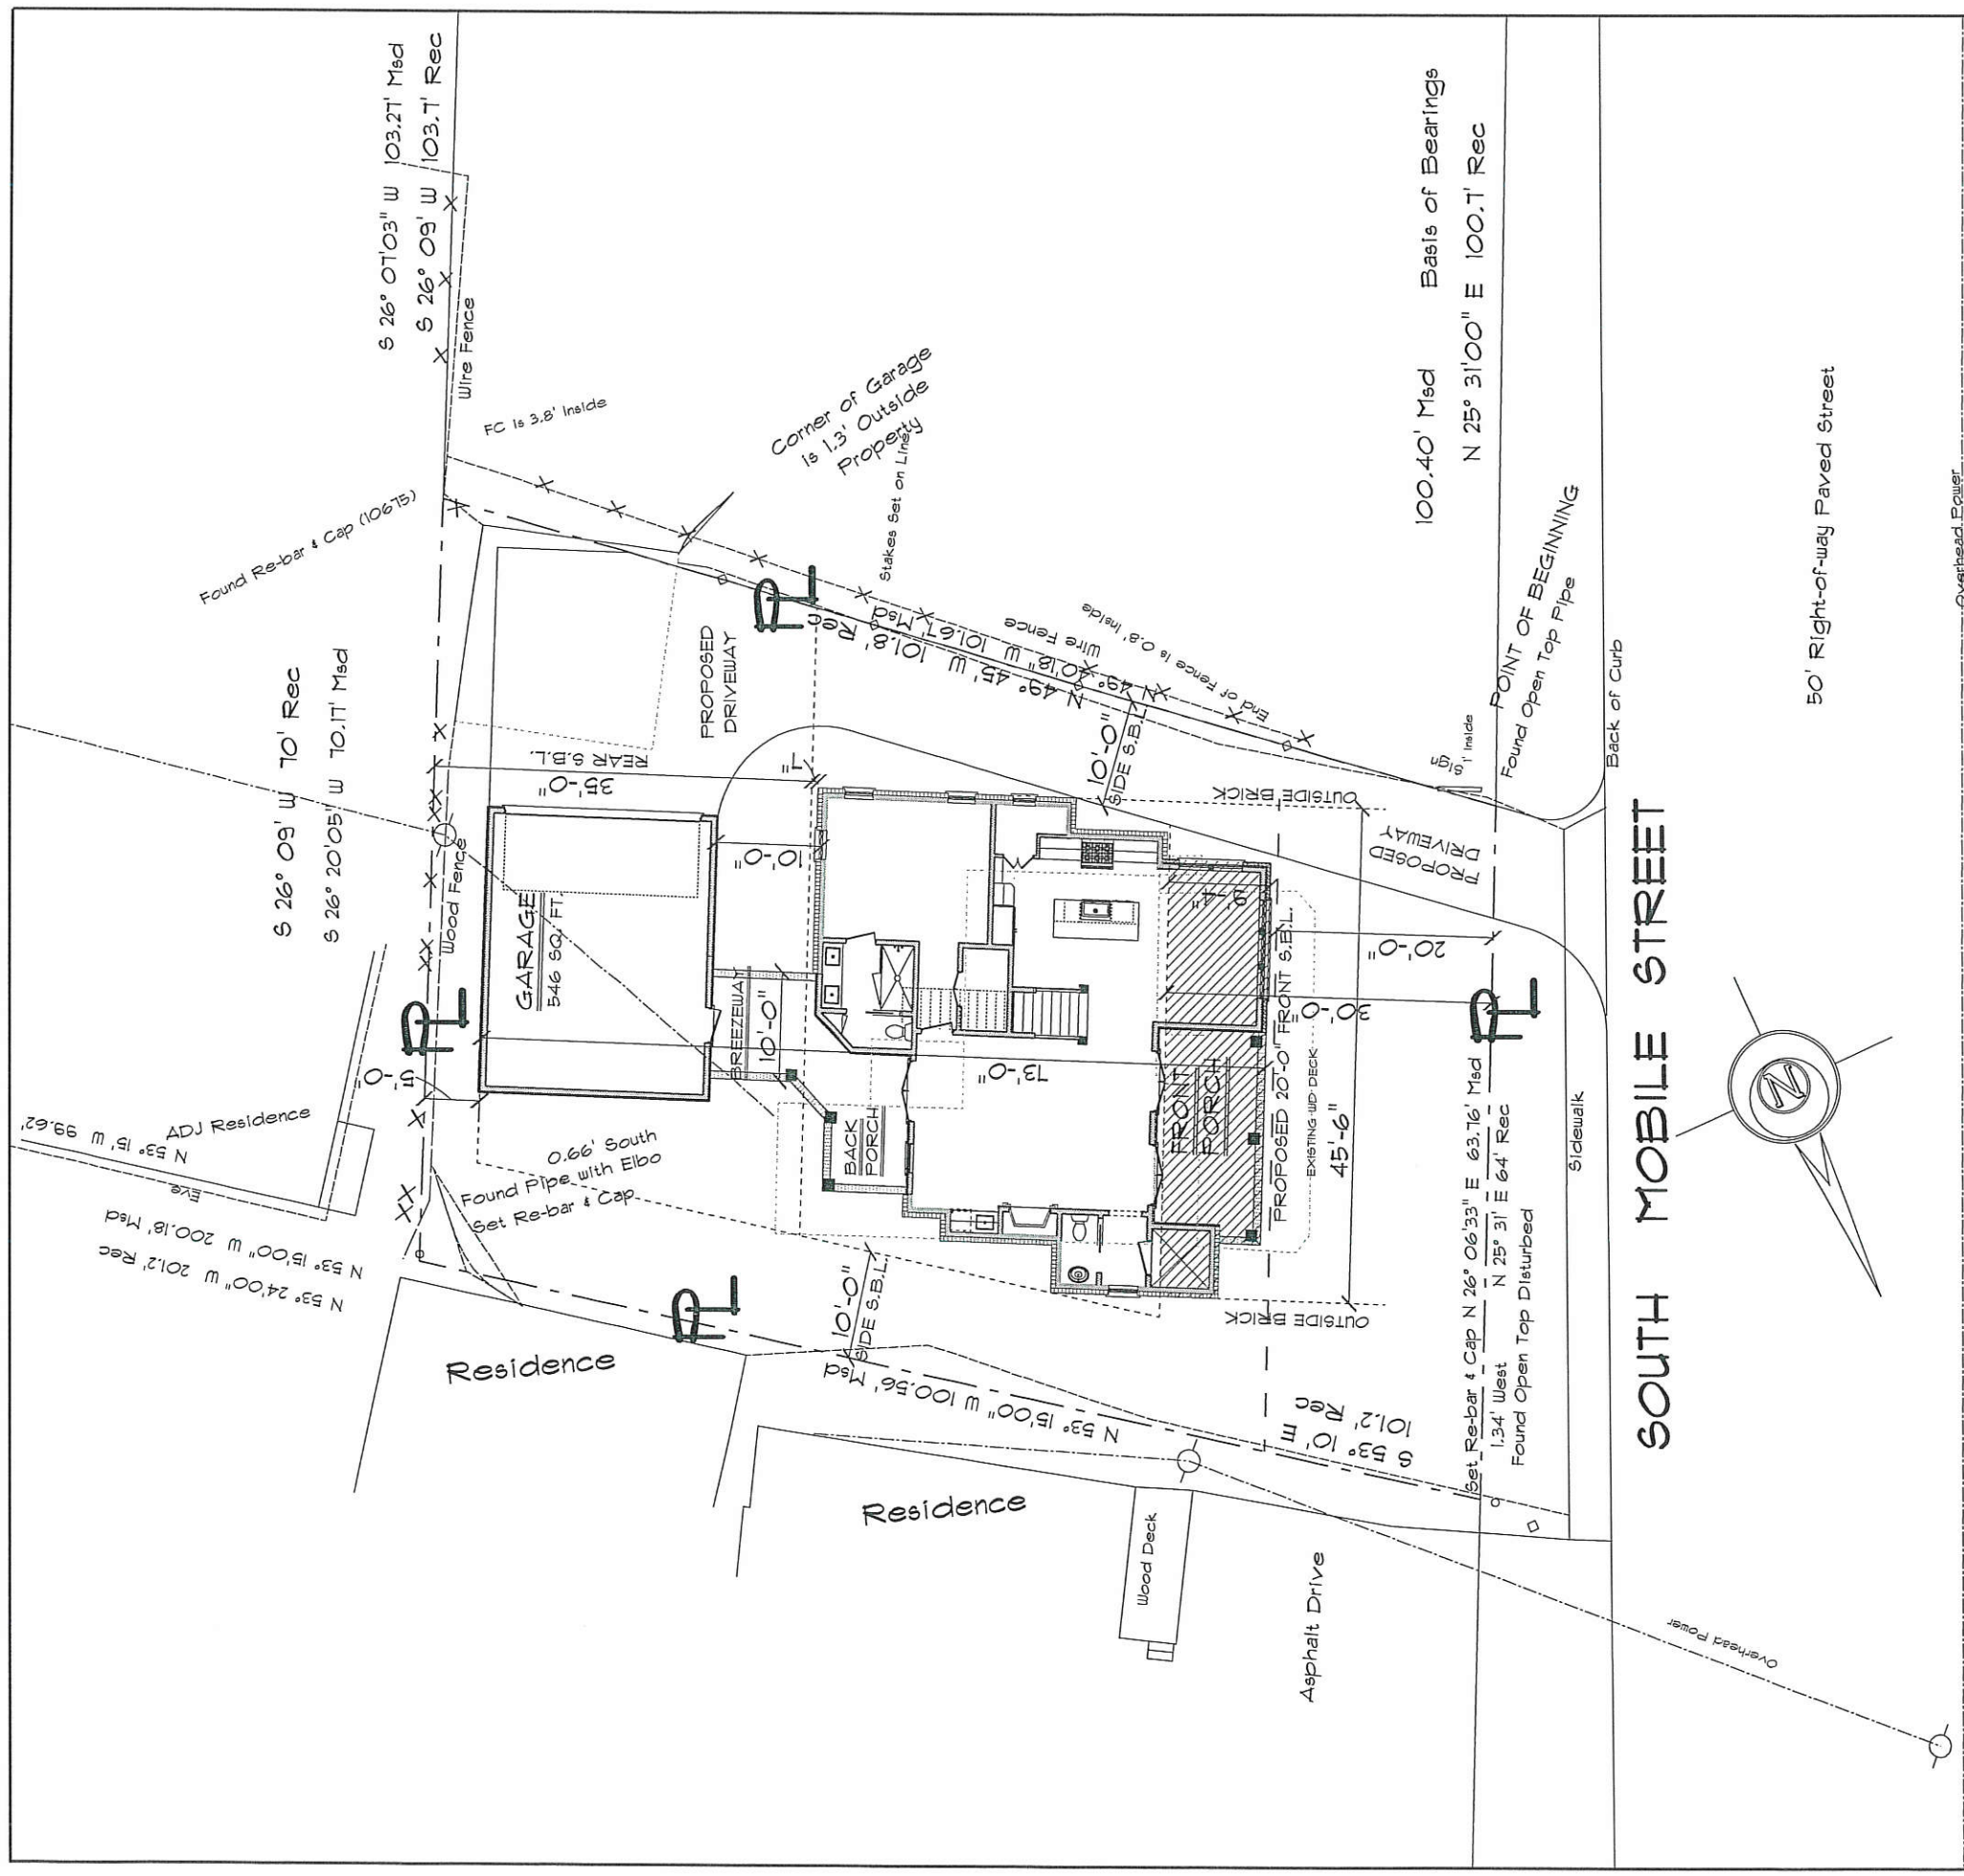 S 26° 07'03" W 103.27' Msd
S 26° 09' W 103.7' Rec
Wire Fence
FC is 3.8' Inside
Found Re-bar & Cap (10675)
Corner of Garage
is 1.3' Outside
Property
Stakes Set on Line
100.40' Msd Basis of Bearings
N 25° 31'00" E 100.7' Rec
POINT OF BEGINNING
Found Open Top Pipe
Back of Curb
50' Right-of-way Paved Street
Overhead Power
S 26° 09' W 70' Rec
S 26° 20'05" W 70.17' Msd
Wood Fence
PROPOSED
DRIVEWAY
REAR S.B.L.
35'-0"
7"
N 49° 45' W 101.8' Rec
N 49° 40'18" W 101.67' Msd
Wire Fence
End of Fence is 0.8' Inside
10'-0"
SIDE S.B.L.
Sign 1' Inside
OUTSIDE BRICK
PROPOSED
DRIVEWAY
GARAGE
546 SQ. FT.
10'-0"
BREEZEWAY
10'-0"
73'-0"
5'-0"
BACK
PORCH
FRONT
PORCH
9'-4"
20'-0"
30'-0"
PROPOSED 20'-0" FRONT S.B.L.
EXISTING WD DECK
45'-6"
OUTSIDE BRICK
PL
PL
PL
PL
ADJ Residence
N 53° 15' W 99.62'
Eve
N 53° 15'00" W 200.18' Msd
N 53° 24'00" W 201.2' Rec
0.66' South
Found Pipe with Elbo
Set Re-bar & Cap
Residence
10'-0"
SIDE S.B.L.
N 53° 15'00" W 100.56' Msd
S 53° 10' E
101.2' Rec
Residence
Wood Deck
Asphalt Drive
Set Re-bar & Cap N 26° 06'33" E 63.76' Msd
1.34' West N 25° 31' E 64' Rec
Found Open Top Disturbed
Sidewalk
SOUTH MOBILE STREET
N
Overhead Power